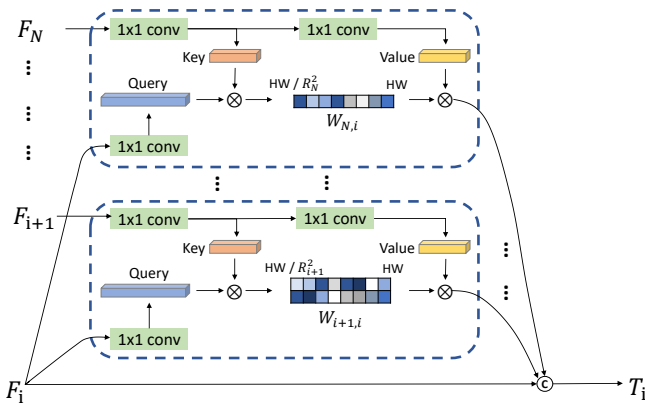 F_N 1x1 conv 1x1 conv
Key Value
Query HW / R_N^2 HW
W_{N,i}
1x1 conv
F_{i+1} 1x1 conv 1x1 conv
Key Value
Query HW / R_{i+1}^2 HW
W_{i+1,i}
1x1 conv
F_i C T_i